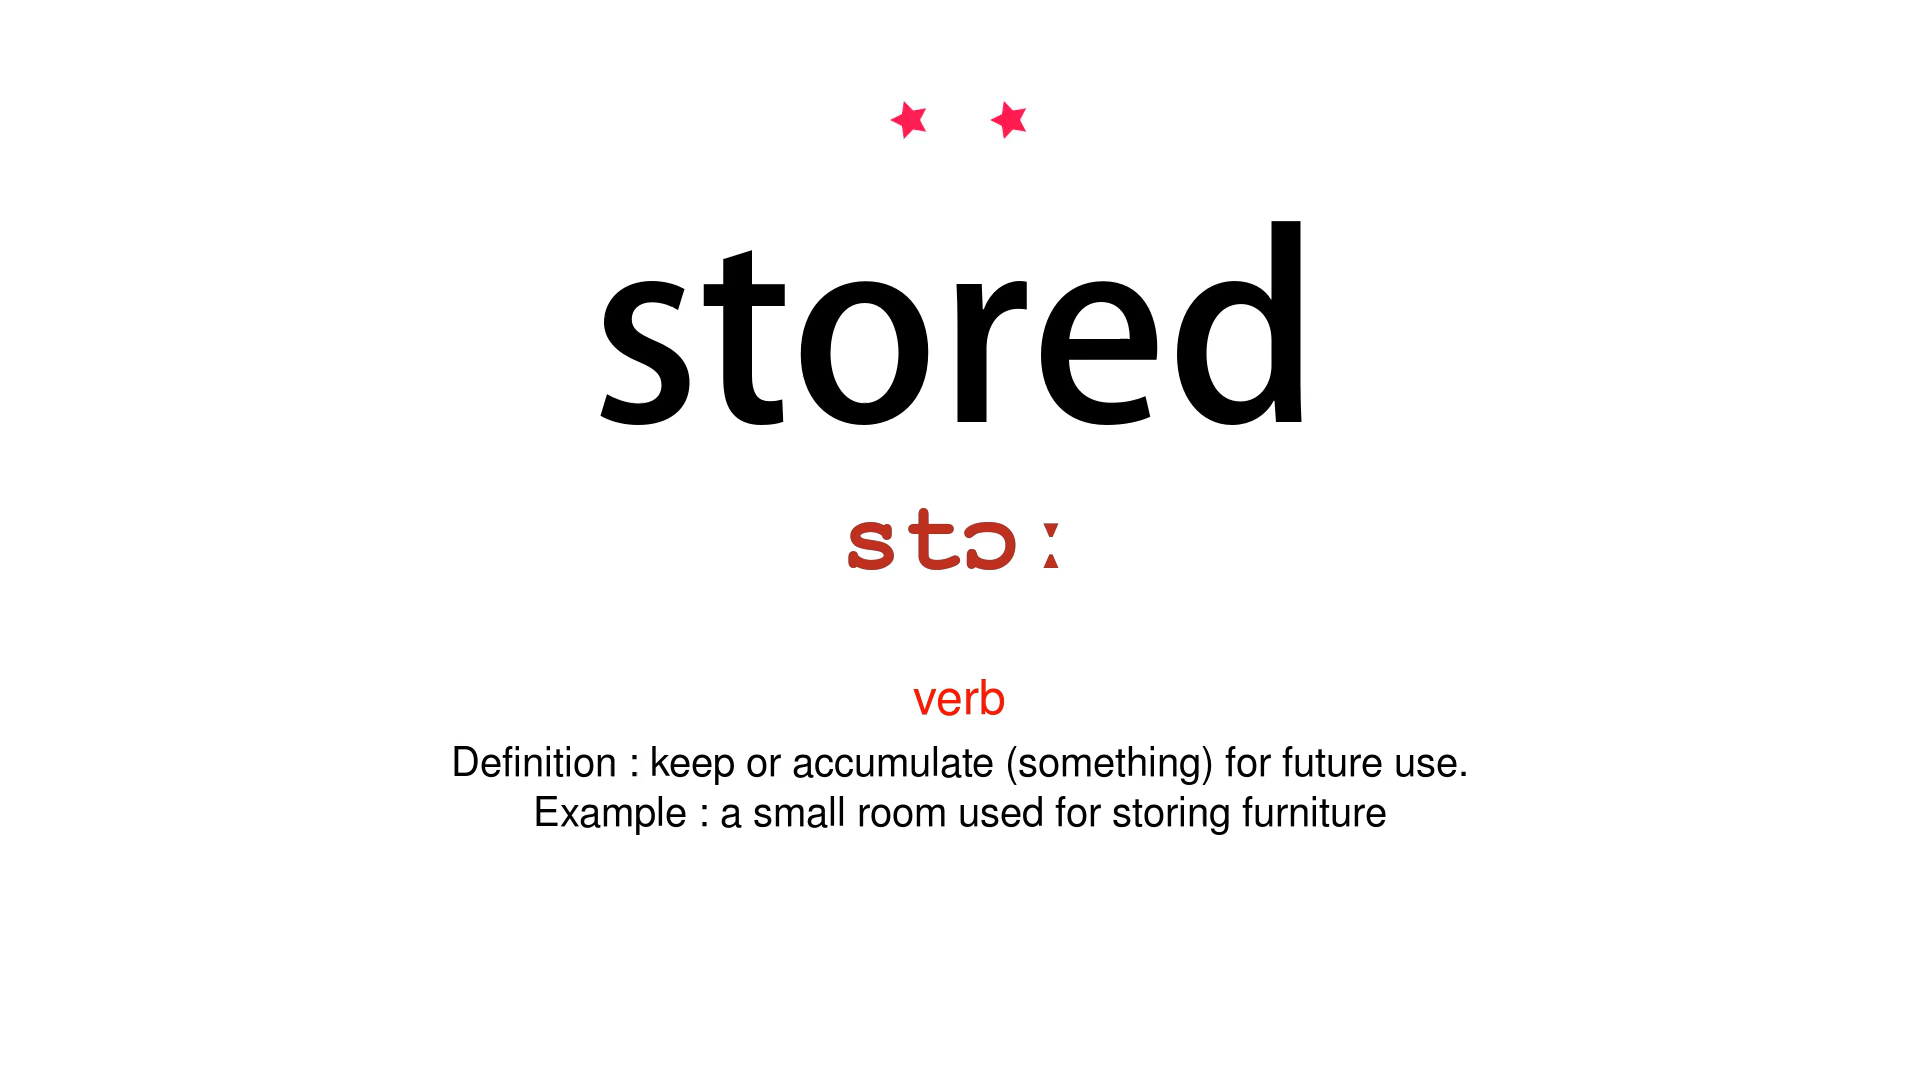 stored
stɔː
verb
Definition : keep or accumulate (something) for future use.
Example : a small room used for storing furniture